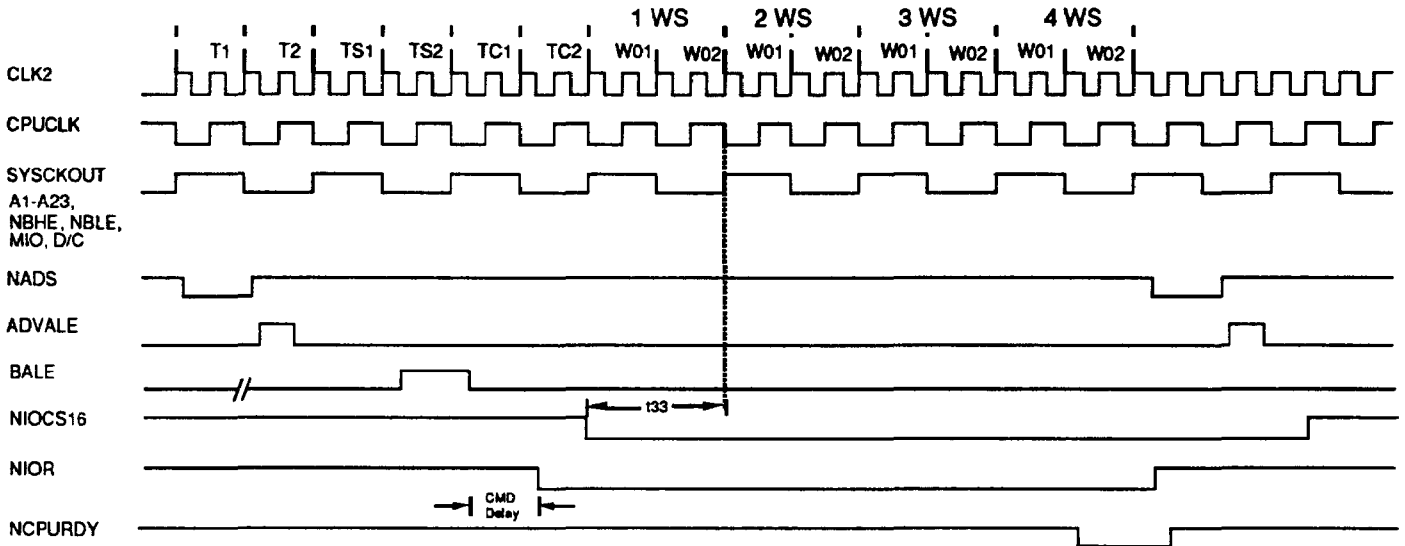 1 WS 2 WS 3 WS 4 WS
T1 T2 TS1 TS2 TC1 TC2 W01 W02 W01 W02 W01 W02 W01 W02
CLK2
CPUCLK
SYSCKOUT
A1-A23,
NBHE, NBLE,
MIO, D/C
NADS
ADVALE
BALE
t33
NIOCS16
NIOR
CMD
Delay
NCPURDY